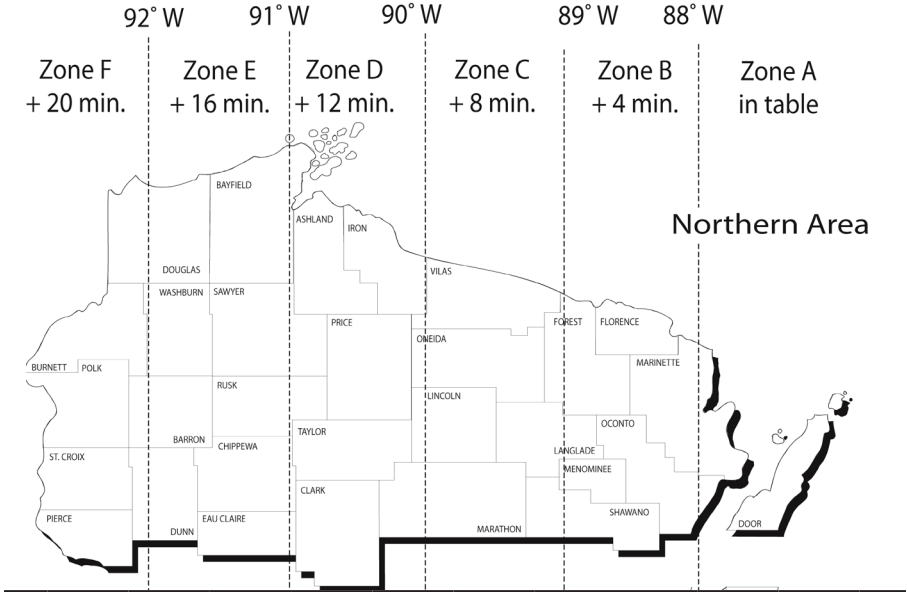 92° W
91° W
90° W
89° W
88° W
Zone F
+ 20 min.
Zone E
+ 16 min.
Zone D
+ 12 min.
Zone C
+ 8 min.
Zone B
+ 4 min.
Zone A
in table
Northern Area
BAYFIELD
ASHLAND
IRON
DOUGLAS
VILAS
WASHBURN
SAWYER
PRICE
FOREST
FLORENCE
ONEIDA
MARINETTE
BURNETT
POLK
RUSK
LINCOLN
OCONTO
TAYLOR
BARRON
CHIPPEWA
LANGLADE
ST. CROIX
MENOMINEE
CLARK
SHAWANO
PIERCE
EAU CLAIRE
DOOR
DUNN
MARATHON